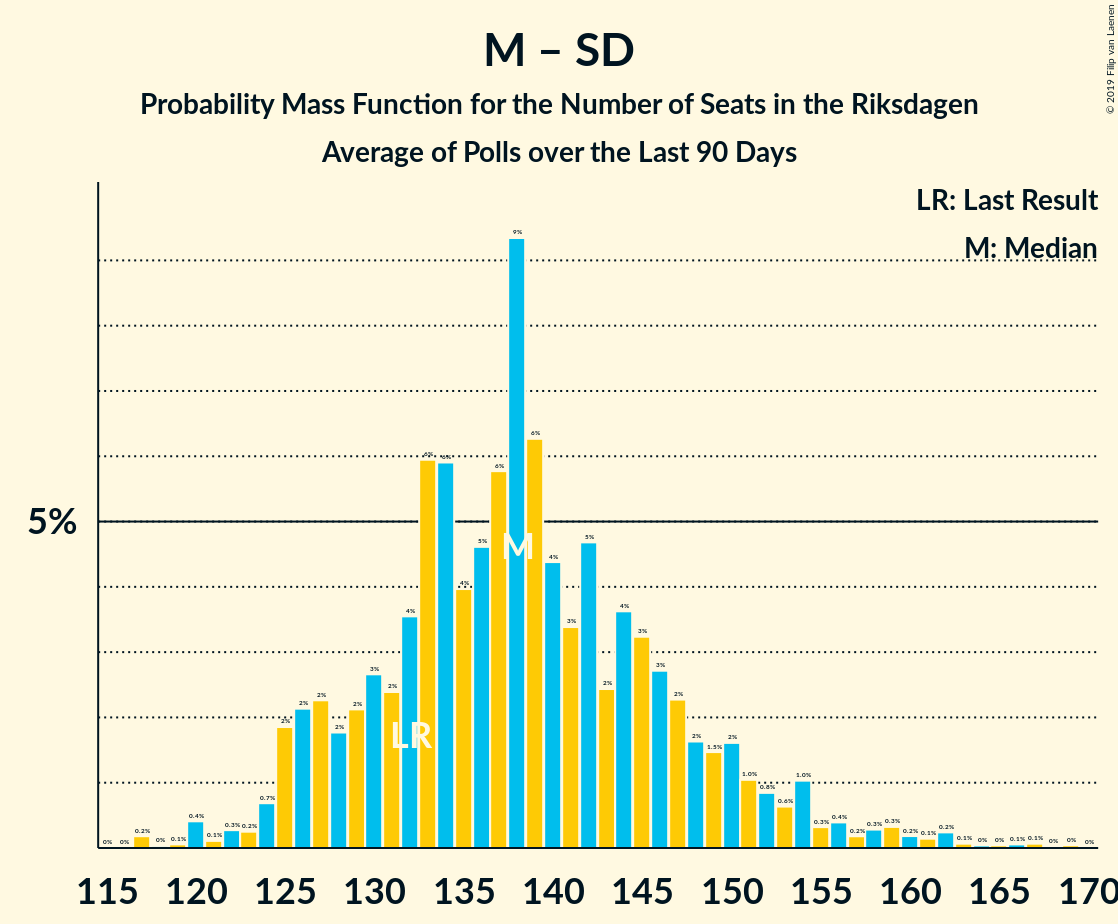 M – SD
Probability Mass Function for the Number of Seats in the Riksdagen
Average of Polls over the Last 90 Days
© 2019 Filip van Laenen
LR: Last Result
M: Median
5%
0% 0% 0.2% 0% 0.1% 0.4% 0.1% 0.3% 0.2% 0.7% 2% 2% 2% 2% 2% 3% 2% 4% 6% 6% 4% 5% 6% 9% 6% 4% 3% 5% 2% 4% 3% 3% 2% 2% 1.5% 2% 1.0% 0.8% 0.6% 1.0% 0.3% 0.4% 0.2% 0.3% 0.3% 0.2% 0.1% 0.2% 0.1% 0% 0% 0.1% 0.1% 0% 0% 0%
M
LR
115 120 125 130 135 140 145 150 155 160 165 170